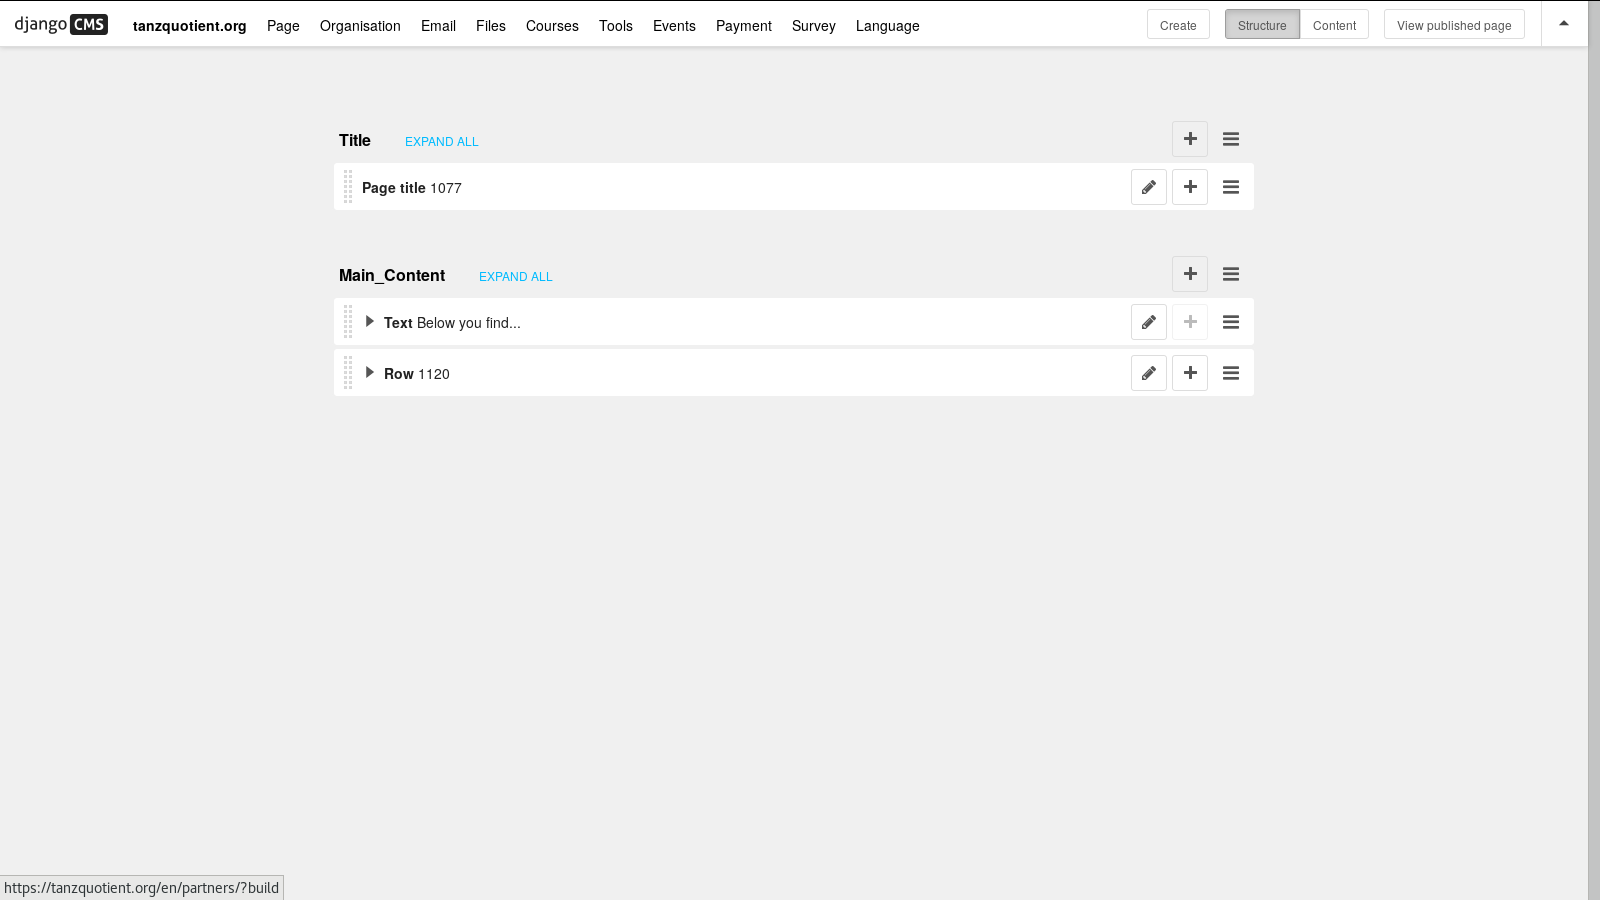 django CMS tanzquotient.org Page Organisation Email Files Courses Tools Events Payment Survey Language Create Structure Content View published page
Title EXPAND ALL
Page title 1077
Main_Content EXPAND ALL
Text Below you find...
Row 1120
https://tanzquotient.org/en/partners/?build